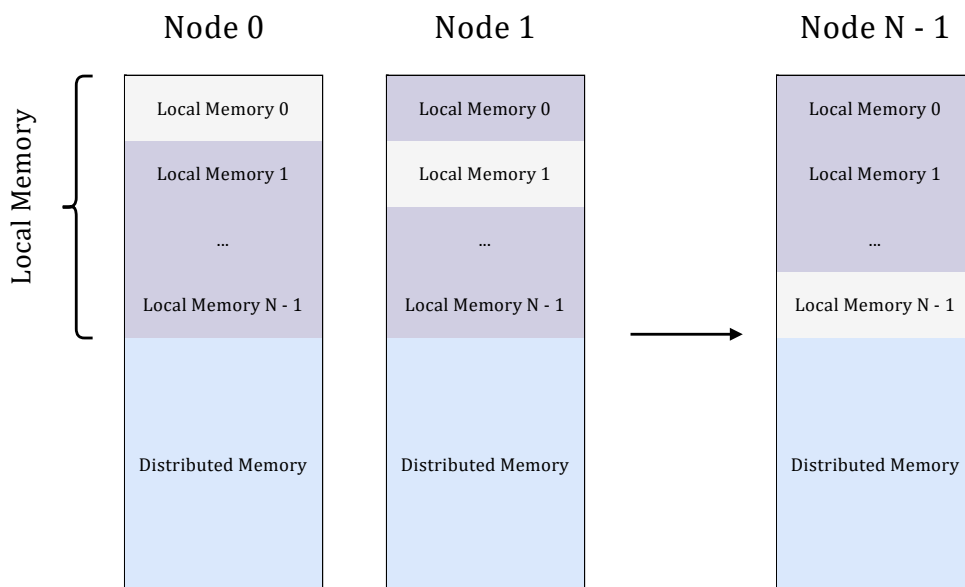 Node 0
Node 1
Node N - 1
Local Memory
Local Memory 0
Local Memory 1
...
Local Memory N - 1
Distributed Memory
Local Memory 0
Local Memory 1
...
Local Memory N - 1
Distributed Memory
Local Memory 0
Local Memory 1
...
Local Memory N - 1
Distributed Memory